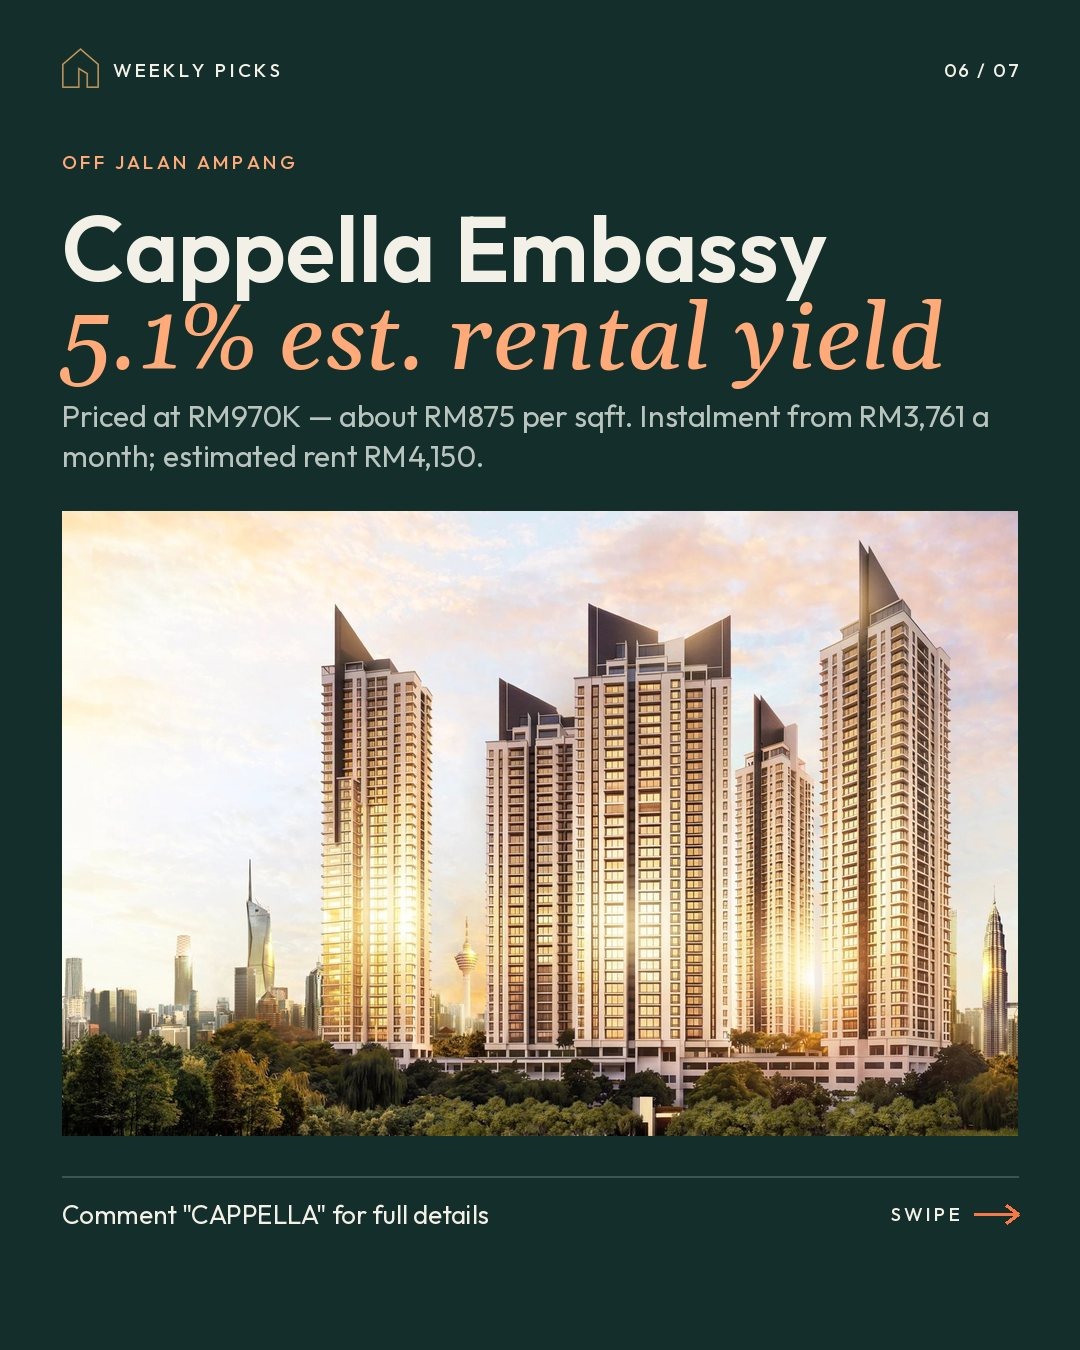 WEEKLY PICKS
06 / 07
OFF JALAN AMPANG
Cappella Embassy
5.1% est. rental yield
Priced at RM970K — about RM875 per sqft. Instalment from RM3,761 a
month; estimated rent RM4,150.
Comment "CAPPELLA" for full details
SWIPE